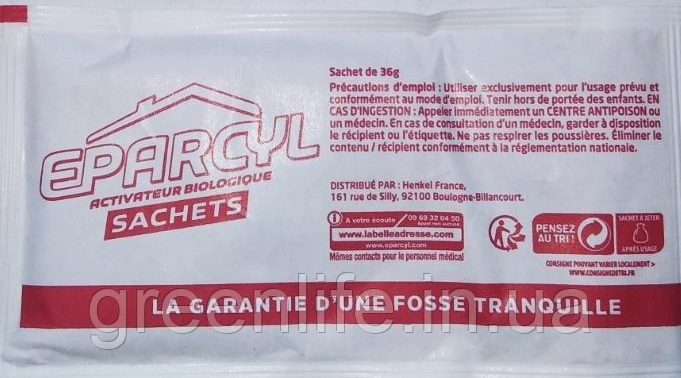 EPARCYL
ACTIVATEUR BIOLOGIQUE
SACHETS
Sachet de 36g
Précautions d'emploi : Utiliser exclusivement pour l'usage prévu et
conformément au mode d'emploi. Tenir hors de portée des enfants. EN
CAS D'INGESTION : Appeler immédiatement un CENTRE ANTIPOISON ou
un médecin. En cas de consultation d'un médecin, garder à disposition
le récipient ou l'étiquette. Ne pas respirer les poussières. Éliminer le
contenu / récipient conformément à la réglementation nationale.
DISTRIBUÉ PAR : Henkel France,
161 rue de Silly, 92100 Boulogne-Billancourt.
A votre écoute / 09 69 32 04 50
Appel non surtaxé
www.labelleadresse.com
www.eparcyl.com
Mêmes contacts pour le personnel médical
PENSEZ
AU TRI !
SACHET À JETER
APRÈS USAGE
CONSIGNE POUVANT VARIER LOCALEMENT >
WWW.CONSIGNEDETRI.FR
LA GARANTIE D'UNE FOSSE TRANQUILLE
greenlife.in.ua